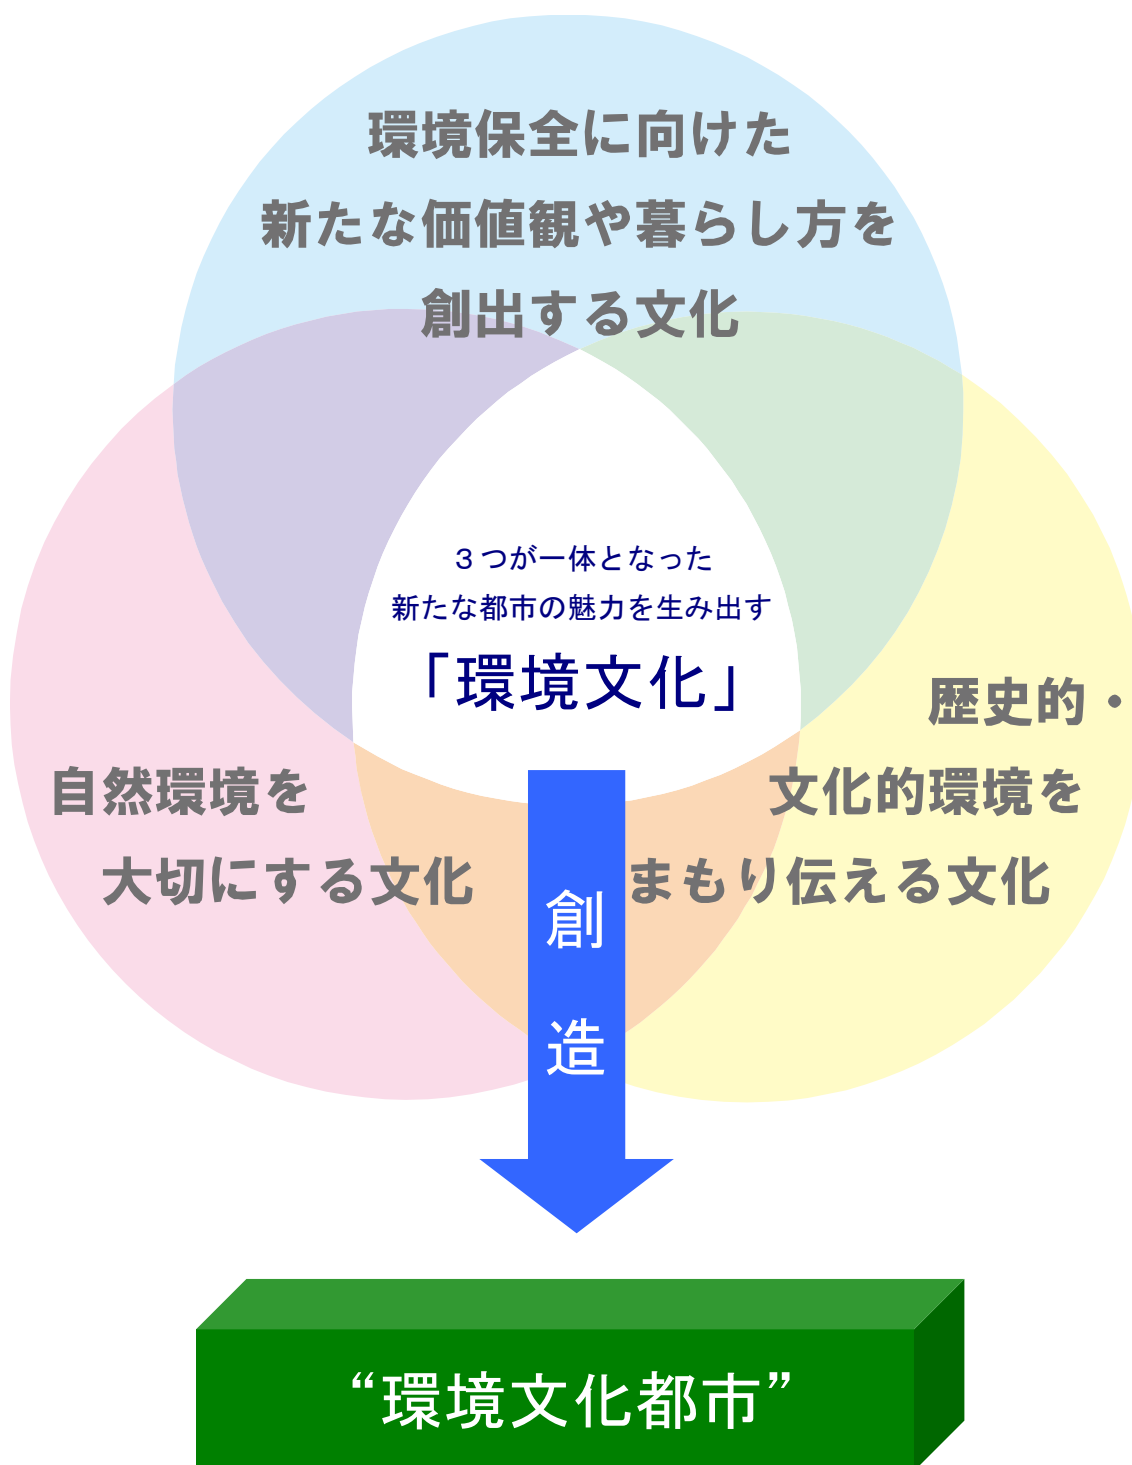 環境保全に向けた
新たな価値観や暮らし方を
創出する文化
３つが一体となった
新たな都市の魅力を生み出す
「環境文化」
自然環境を
大切にする文化
歴史的・
文化的環境を
まもり伝える文化
創
造
“環境文化都市”